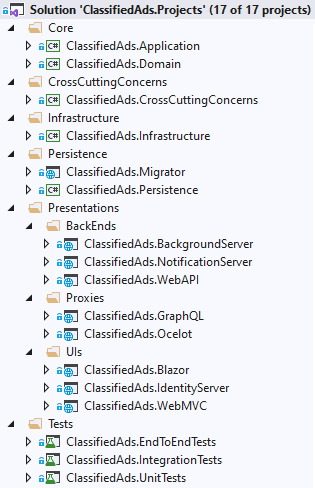 Solution 'ClassifiedAds.Projects' (17 of 17 projects)
Core
C# ClassifiedAds.Application
C# ClassifiedAds.Domain
CrossCuttingConcerns
C# ClassifiedAds.CrossCuttingConcerns
Infrastructure
C# ClassifiedAds.Infrastructure
Persistence
ClassifiedAds.Migrator
C# ClassifiedAds.Persistence
Presentations
BackEnds
ClassifiedAds.BackgroundServer
ClassifiedAds.NotificationServer
ClassifiedAds.WebAPI
Proxies
ClassifiedAds.GraphQL
ClassifiedAds.Ocelot
UIs
ClassifiedAds.Blazor
ClassifiedAds.IdentityServer
ClassifiedAds.WebMVC
Tests
ClassifiedAds.EndToEndTests
ClassifiedAds.IntegrationTests
ClassifiedAds.UnitTests